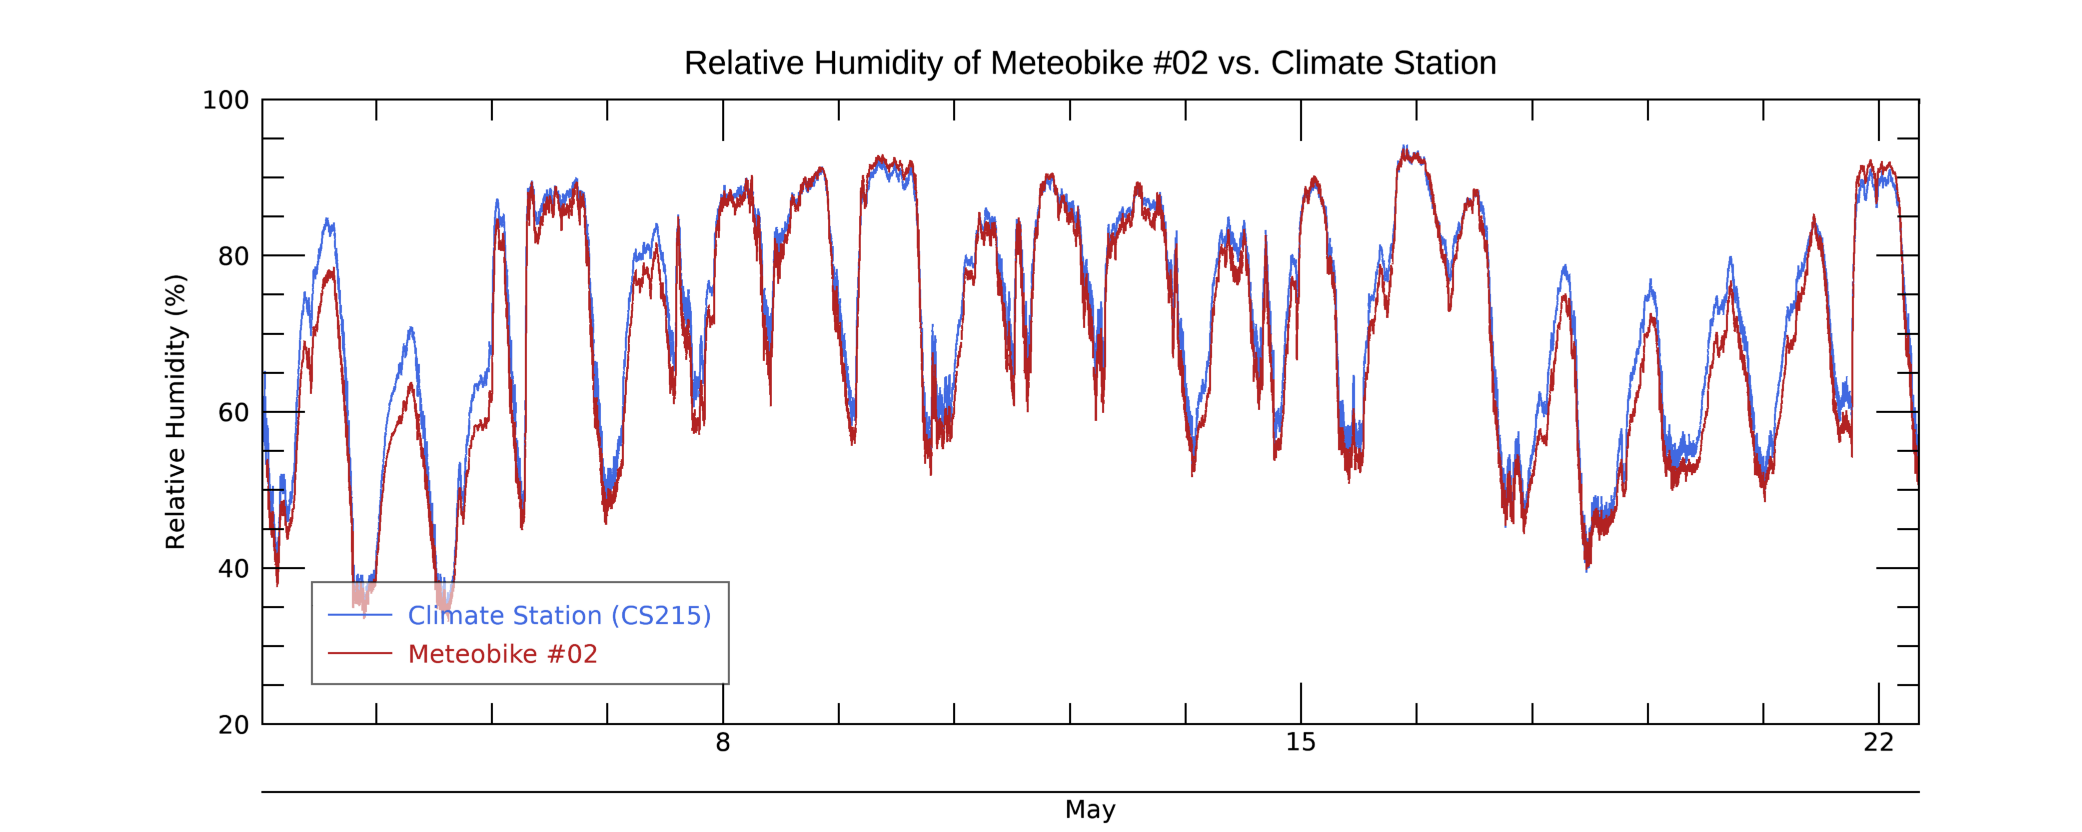 Relative Humidity of Meteobike #02 vs. Climate Station
Relative Humidity (%)
100
80
60
40
20
Climate Station (CS215)
Meteobike #02
8
15
22
May